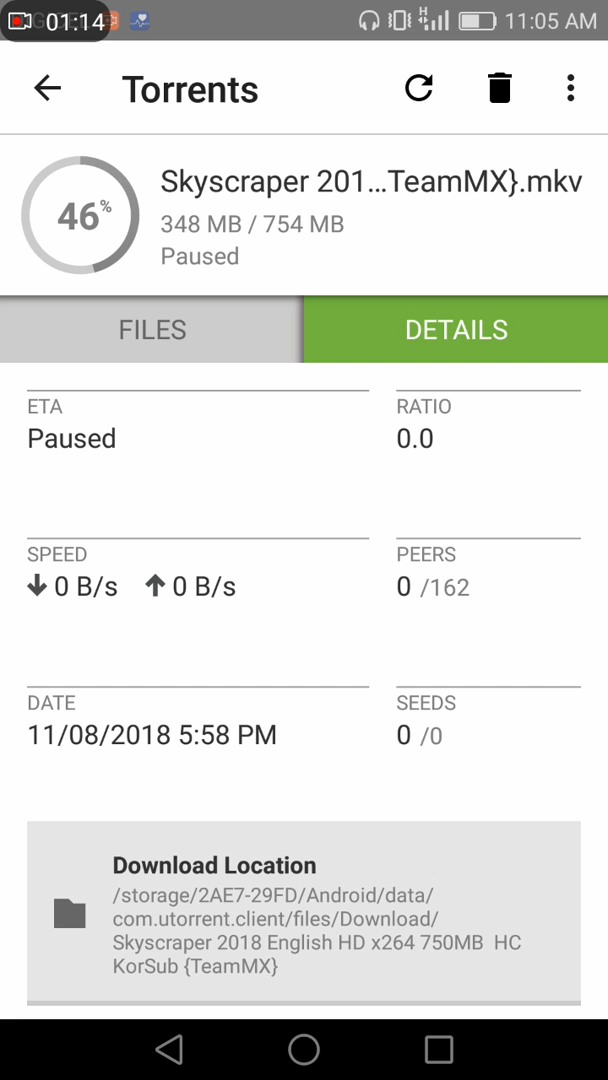 01:14
H
11:05 AM
Torrents
46%
Skyscraper 201...TeamMX}.mkv
348 MB / 754 MB
Paused
FILES
DETAILS
ETA
RATIO
Paused
0.0
SPEED
PEERS
0 B/s 0 B/s
0 /162
DATE
SEEDS
11/08/2018 5:58 PM
0 /0
Download Location
/storage/2AE7-29FD/Android/data/
com.utorrent.client/files/Download/
Skyscraper 2018 English HD x264 750MB  HC
KorSub {TeamMX}